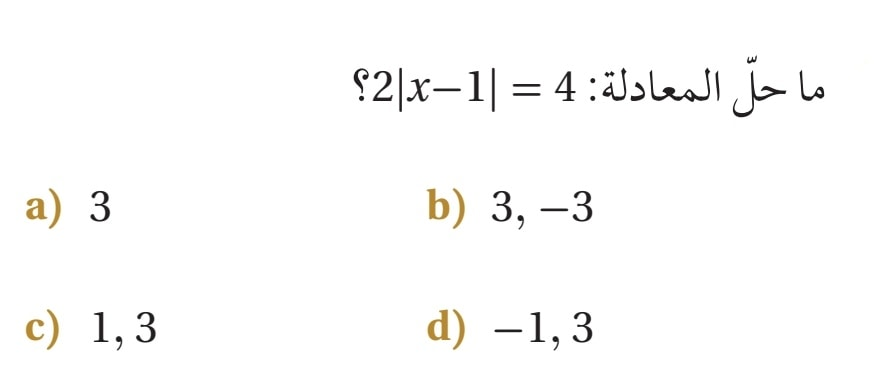 ما حلّ المعادلة: 2|x−1| = 4؟
a) 3
b) 3, −3
c) 1, 3
d) −1, 3